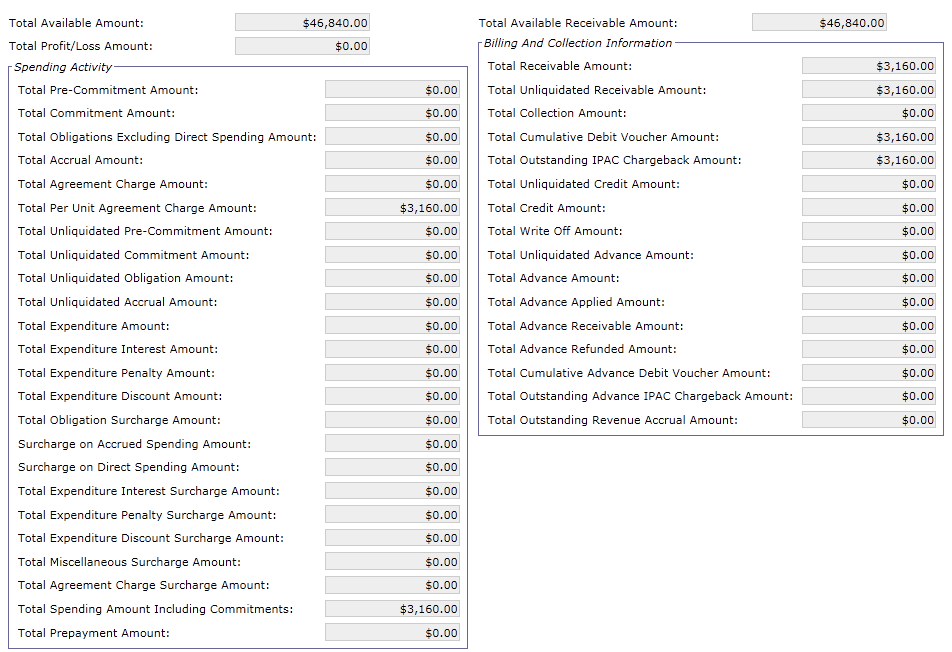 Total Available Amount: $46,840.00
Total Profit/Loss Amount: $0.00
Spending Activity
Total Pre-Commitment Amount: $0.00
Total Commitment Amount: $0.00
Total Obligations Excluding Direct Spending Amount: $0.00
Total Accrual Amount: $0.00
Total Agreement Charge Amount: $0.00
Total Per Unit Agreement Charge Amount: $3,160.00
Total Unliquidated Pre-Commitment Amount: $0.00
Total Unliquidated Commitment Amount: $0.00
Total Unliquidated Obligation Amount: $0.00
Total Unliquidated Accrual Amount: $0.00
Total Expenditure Amount: $0.00
Total Expenditure Interest Amount: $0.00
Total Expenditure Penalty Amount: $0.00
Total Expenditure Discount Amount: $0.00
Total Obligation Surcharge Amount: $0.00
Surcharge on Accrued Spending Amount: $0.00
Surcharge on Direct Spending Amount: $0.00
Total Expenditure Interest Surcharge Amount: $0.00
Total Expenditure Penalty Surcharge Amount: $0.00
Total Expenditure Discount Surcharge Amount: $0.00
Total Miscellaneous Surcharge Amount: $0.00
Total Agreement Charge Surcharge Amount: $0.00
Total Spending Amount Including Commitments: $3,160.00
Total Prepayment Amount: $0.00
Total Available Receivable Amount: $46,840.00
Billing And Collection Information
Total Receivable Amount: $3,160.00
Total Unliquidated Receivable Amount: $3,160.00
Total Collection Amount: $0.00
Total Cumulative Debit Voucher Amount: $3,160.00
Total Outstanding IPAC Chargeback Amount: $3,160.00
Total Unliquidated Credit Amount: $0.00
Total Credit Amount: $0.00
Total Write Off Amount: $0.00
Total Unliquidated Advance Amount: $0.00
Total Advance Amount: $0.00
Total Advance Applied Amount: $0.00
Total Advance Receivable Amount: $0.00
Total Advance Refunded Amount: $0.00
Total Cumulative Advance Debit Voucher Amount: $0.00
Total Outstanding Advance IPAC Chargeback Amount: $0.00
Total Outstanding Revenue Accrual Amount: $0.00